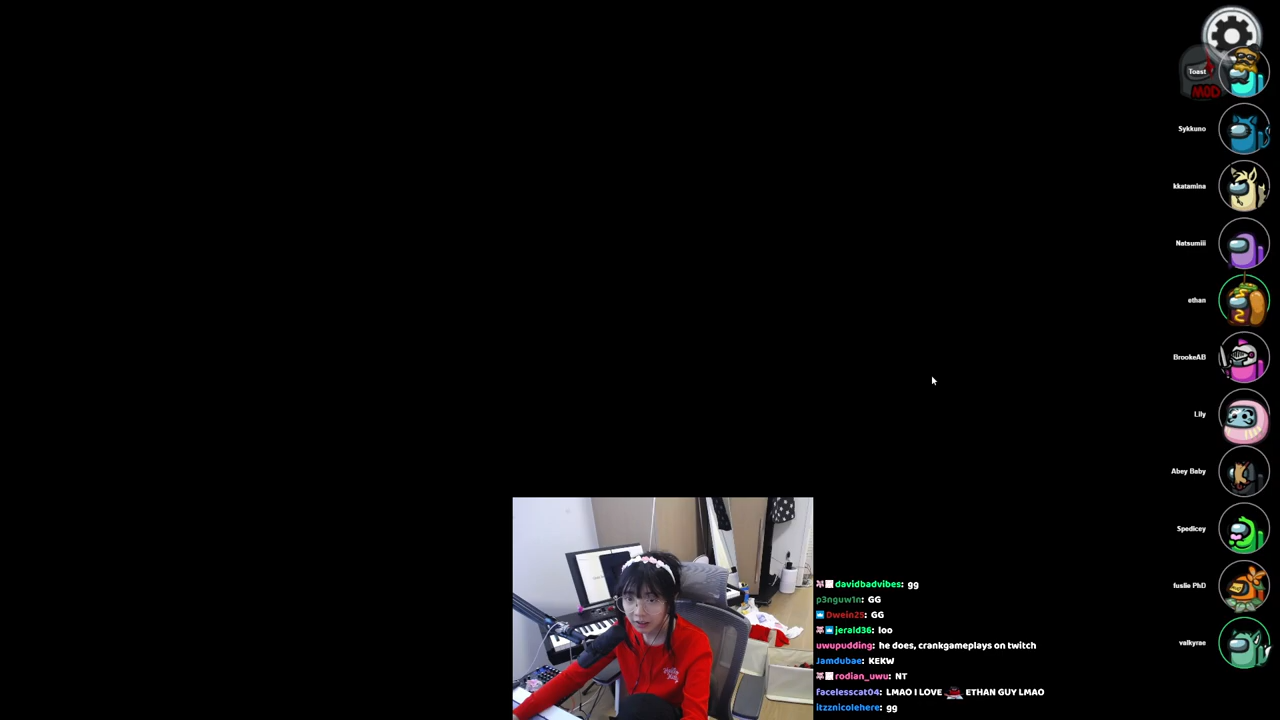 Toast
MOD
Sykkuno
kkatamina
Natsumiii
ethan
BrookeAB
Lily
Abey Baby
Spedicey
fuslie PhD
valkyrae
davidbadvibes: gg
p3nguw1n: GG
Dwein25: GG
jerald36: loo
uwupudding: he does, crankgameplays on twitch
Jamdubae: KEKW
rodian_uwu: NT
facelesscat04: LMAO I LOVE ETHAN GUY LMAO
itzznicolehere: gg